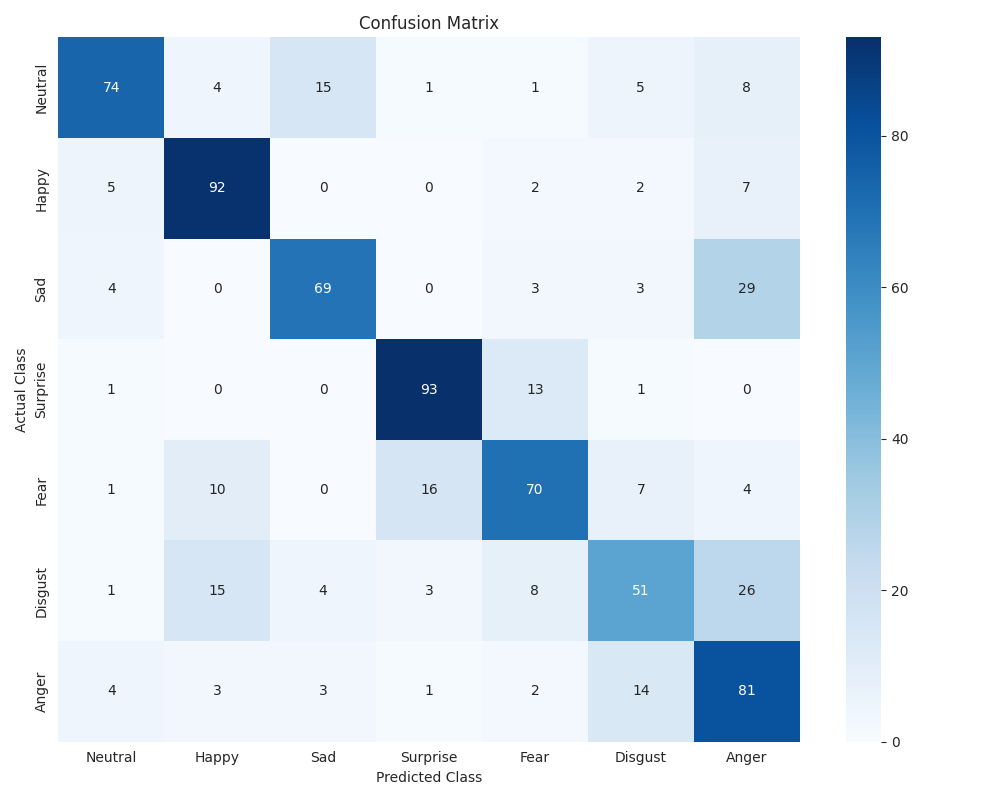 Confusion Matrix
Neutral 74 4 15 1 1 5 8
Happy 5 92 0 0 2 2 7
Sad 4 0 69 0 3 3 29
Surprise 1 0 0 93 13 1 0
Fear 1 10 0 16 70 7 4
Disgust 1 15 4 3 8 51 26
Anger 4 3 3 1 2 14 81
Neutral Happy Sad Surprise Fear Disgust Anger
Predicted Class
Actual Class
80
60
40
20
0